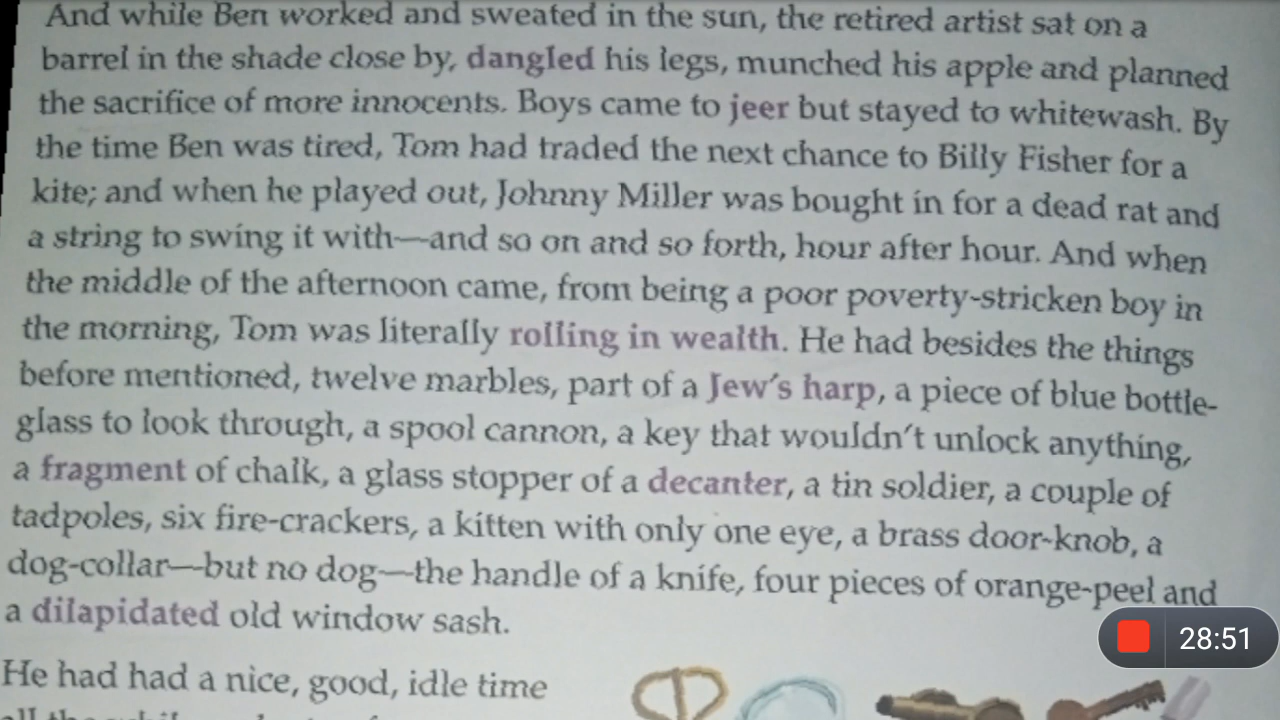 And while Ben worked and sweated in the sun, the retired artist sat on a
barrel in the shade close by, dangled his legs, munched his apple and planned
the sacrifice of more innocents. Boys came to jeer but stayed to whitewash. By
the time Ben was tired, Tom had traded the next chance to Billy Fisher for a
kite; and when he played out, Johnny Miller was bought in for a dead rat and
a string to swing it with—and so on and so forth, hour after hour. And when
the middle of the afternoon came, from being a poor poverty-stricken boy in
the morning, Tom was literally rolling in wealth. He had besides the things
before mentioned, twelve marbles, part of a Jew's harp, a piece of blue bottle-
glass to look through, a spool cannon, a key that wouldn't unlock anything,
a fragment of chalk, a glass stopper of a decanter, a tin soldier, a couple of
tadpoles, six fire-crackers, a kitten with only one eye, a brass door-knob, a
dog-collar—but no dog—the handle of a knife, four pieces of orange-peel and
a dilapidated old window sash.
28:51
He had had a nice, good, idle time